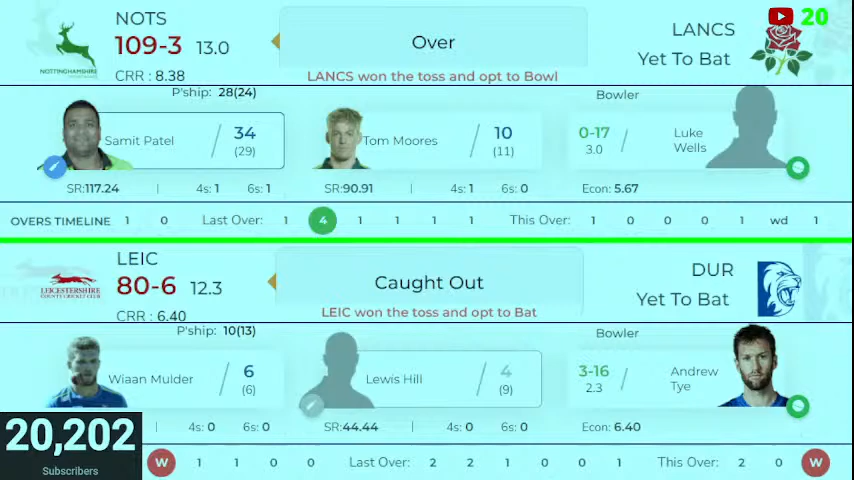 NOTS
109-3 13.0
CRR : 8.38
NOTTINGHAMSHIRE
Over
LANCS won the toss and opt to Bowl
LANCS
Yet To Bat
20
P'ship: 28(24)
Bowler
Samit Patel
34
(29)
Tom Moores
10
(11)
0-17
3.0
Luke
Wells
SR:117.24 | 4s: 1 6s: 1
SR:90.91 | 4s: 1 6s: 0
Econ: 5.67
OVERS TIMELINE 1 0 Last Over: 1 4 1 1 1 1 This Over: 1 0 0 0 1 wd 1
LEIC
80-6 12.3
CRR : 6.40
LEICESTERSHIRE
COUNTY CRICKET CLUB
Caught Out
LEIC won the toss and opt to Bat
DUR
Yet To Bat
P'ship: 10(13)
Bowler
Wiaan Mulder
6
(6)
Lewis Hill
4
(9)
3-16
2.3
Andrew
Tye
| 4s: 0 6s: 0
SR:44.44 | 4s: 0 6s: 0
Econ: 6.40
20,202
Subscribers
W 1 1 0 0 Last Over: 2 2 1 0 0 1 This Over: 2 0 W